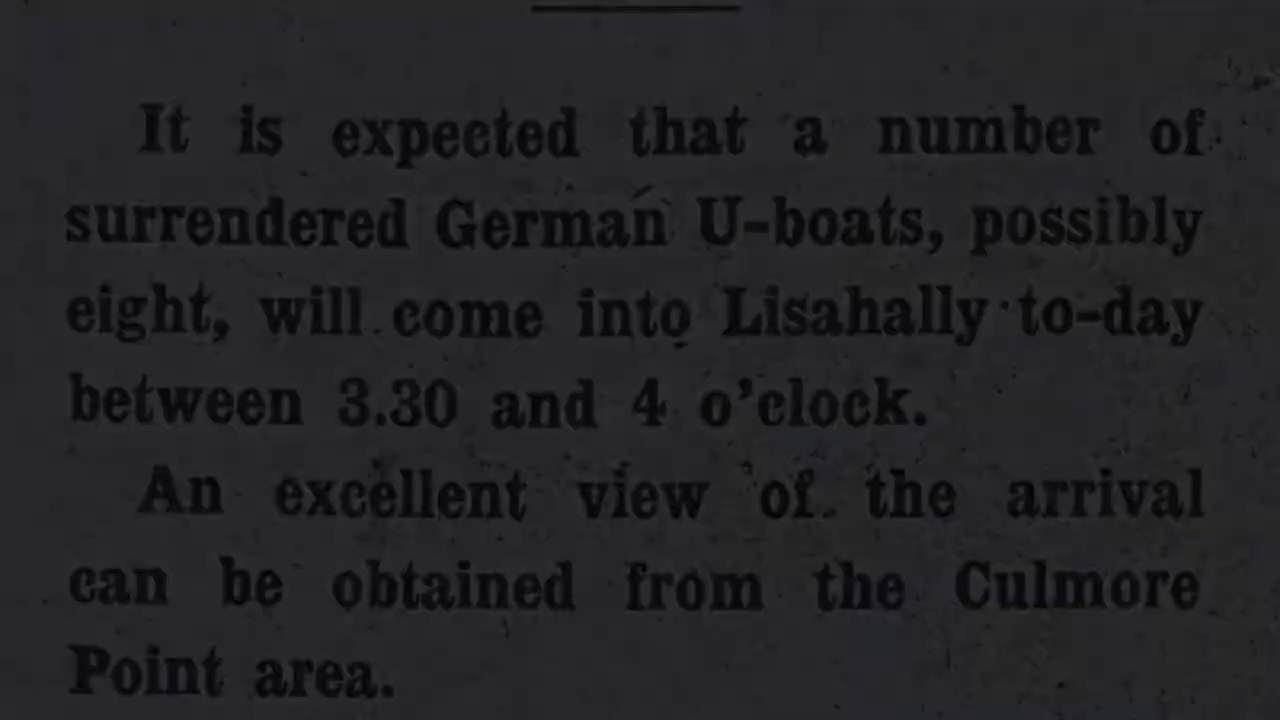 It is expected that a number of
surrendered German U-boats, possibly
eight, will come into Lisahally to-day
between 3.30 and 4 o'clock.
An excellent view of the arrival
can be obtained from the Culmore
Point area.